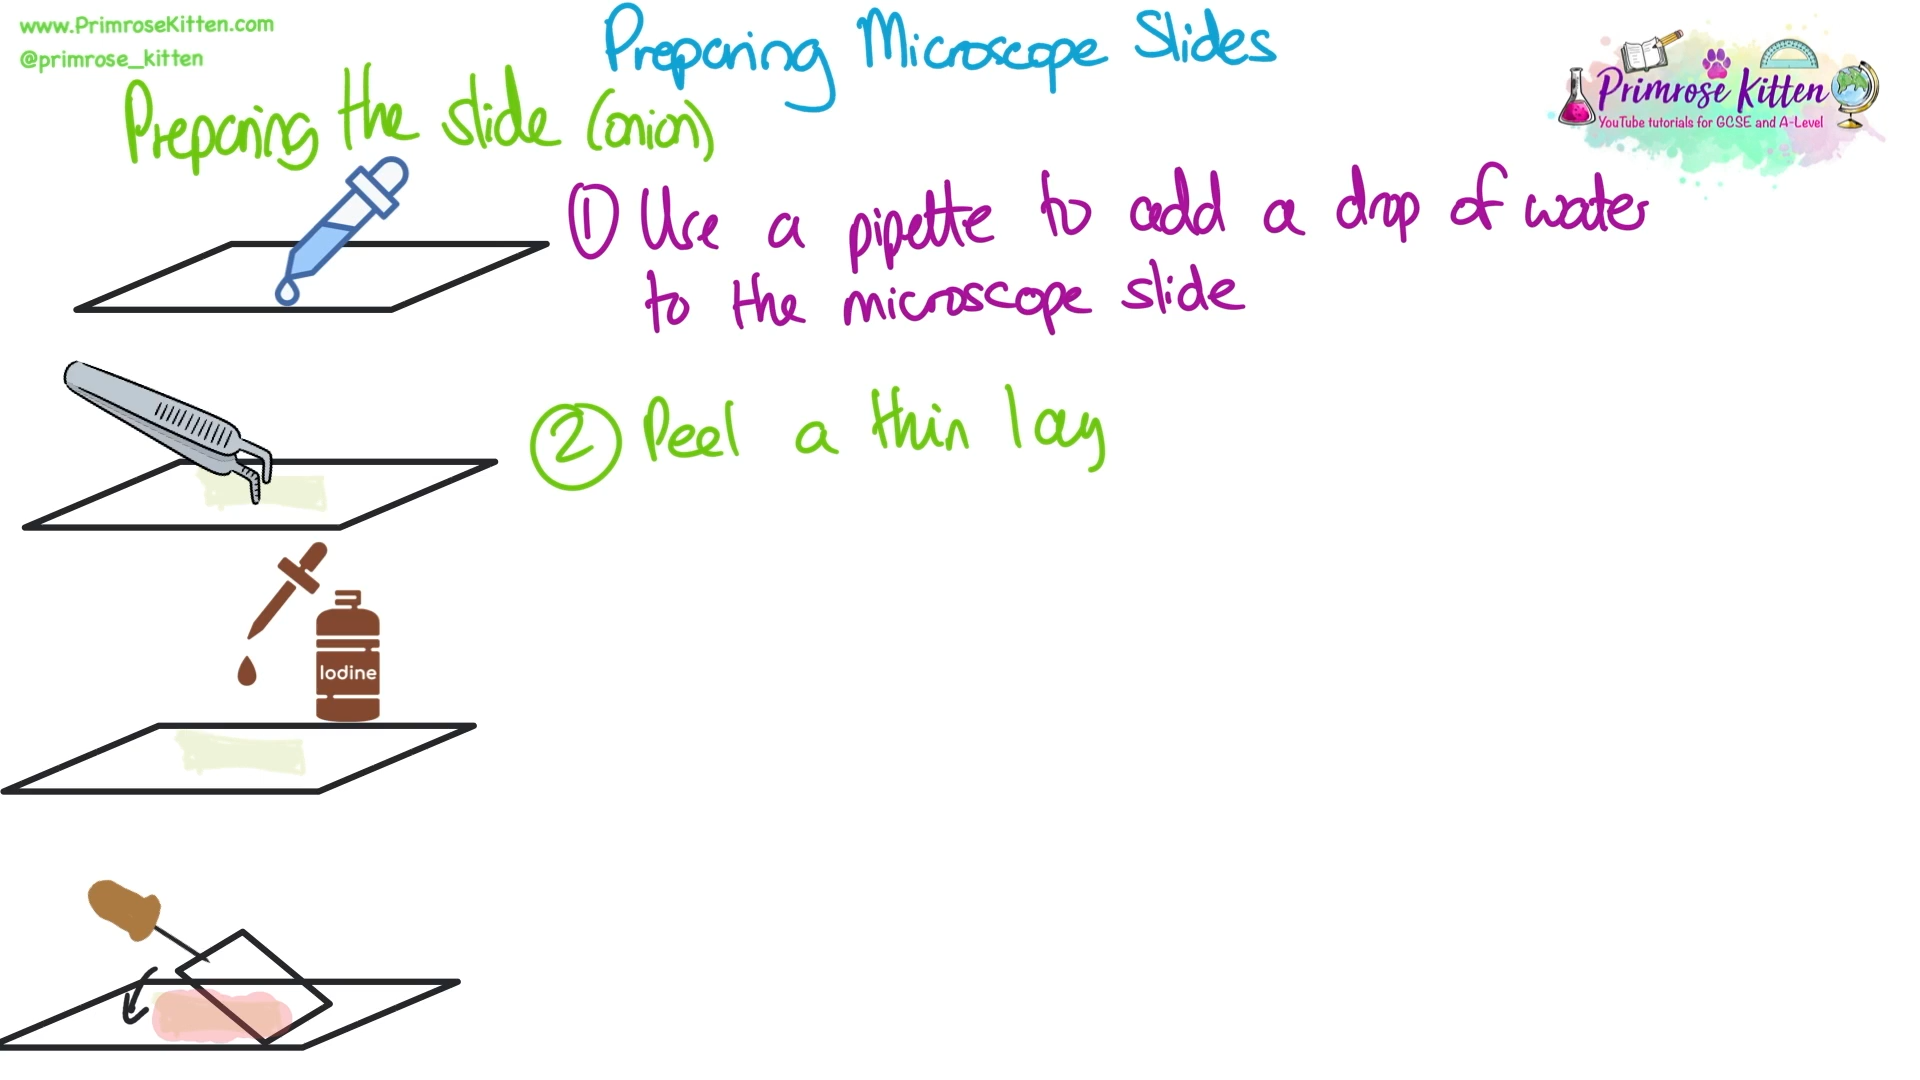 www.PrimroseKitten.com
@primrose_kitten
Preparing Microscope Slides
Primrose Kitten
YouTube tutorials for GCSE and A-Level
Preparing the slide (onion)
① Use a pipette to add a drop of water
to the microscope slide
② Peel a thin lay
Iodine